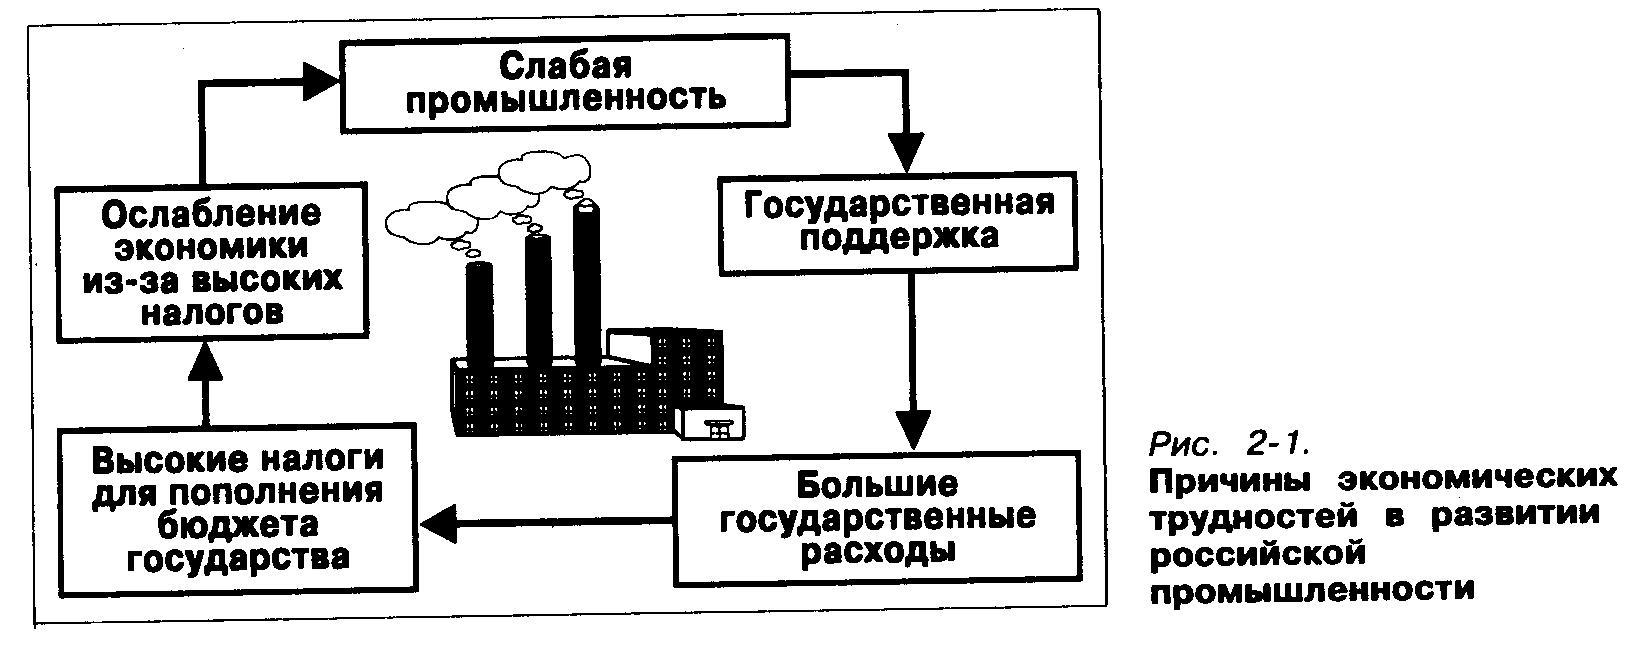 Слабая
промышленность
Государственная
поддержка
Большие
государственные
расходы
Высокие налоги
для пополнения
бюджета
государства
Ослабление
экономики
из-за высоких
налогов
Рис. 2-1.
Причины экономических
трудностей в развитии
российской
промышленности